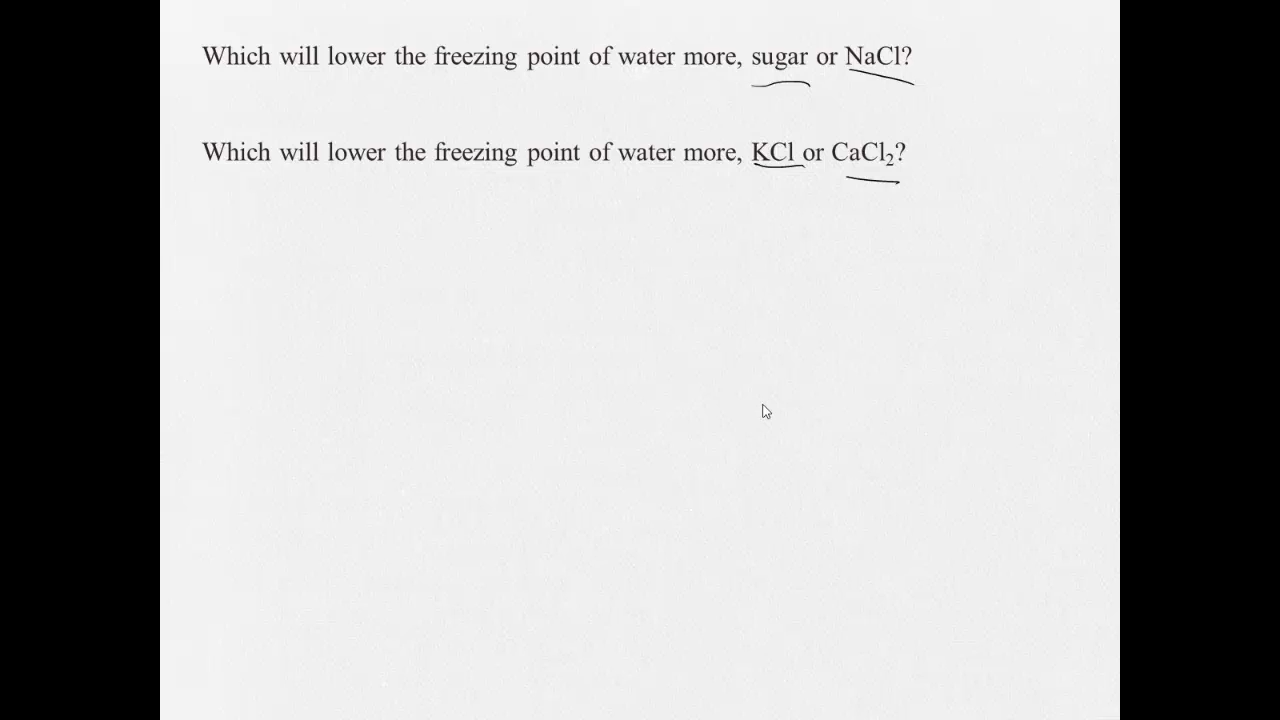 Which will lower the freezing point of water more, sugar or NaCl?
Which will lower the freezing point of water more, KCl or CaCl₂?